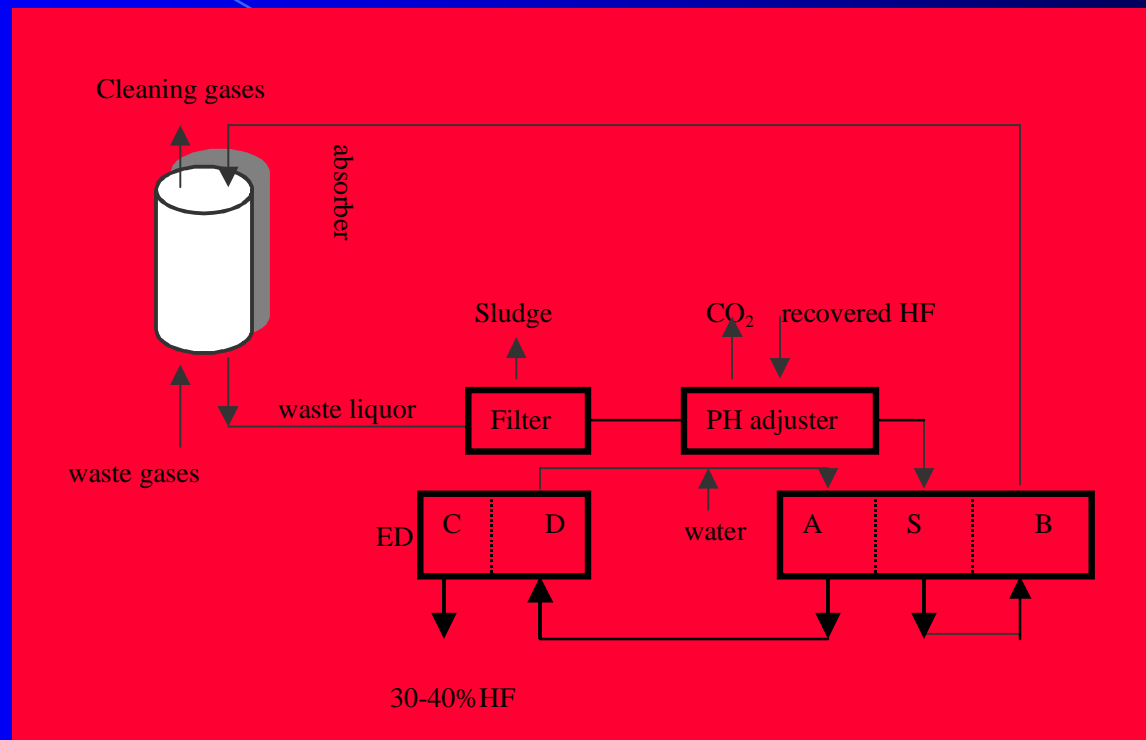 Cleaning gases
absorber
Sludge
CO₂
recovered HF
waste liquor
Filter
PH adjuster
waste gases
ED
C
D
water
A
S
B
30-40%HF